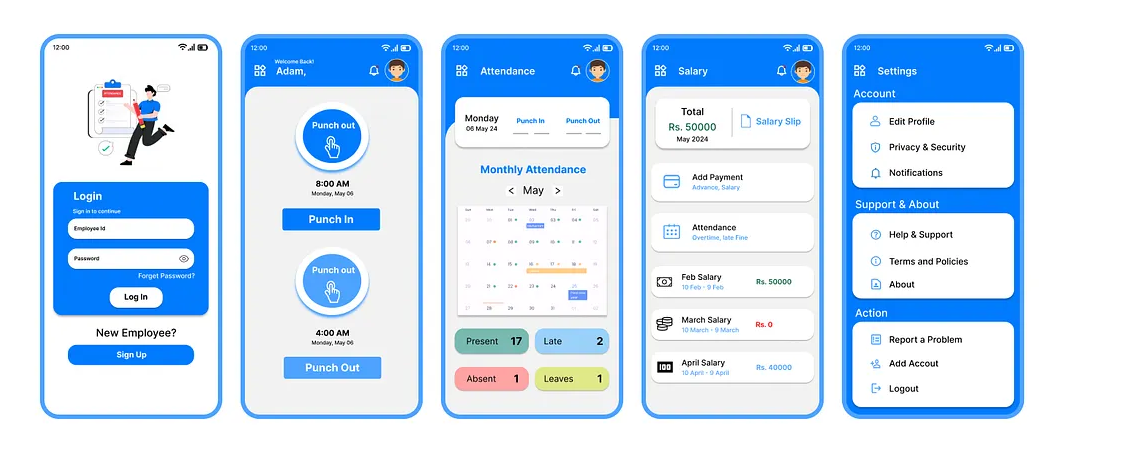 12:00
ATTENDANCE
Login
Sign in to continue
Employee Id
Password
Forget Password?
Log In
New Employee?
Sign Up
12:00
Welcome Back!
Adam,
Punch out
8:00 AM
Monday, May 06
Punch In
Punch out
4:00 AM
Monday, May 06
Punch Out
12:00
Attendance
Monday
06 May 24
Punch In
Punch Out
Monthly Attendance
< May >
Present 17
Late 2
Absent 1
Leaves 1
12:00
Salary
Total
Rs. 50000
May 2024
Salary Slip
Add Payment
Advance, Salary
Attendance
Overtime, late Fine
Feb Salary
10 Feb - 9 Feb
Rs. 50000
March Salary
10 March - 9 March
Rs. 0
100
April Salary
10 April - 9 April
Rs. 40000
12:00
Settings
Account
Edit Profile
Privacy & Security
Notifications
Support & About
Help & Support
Terms and Policies
About
Action
Report a Problem
Add Accout
Logout